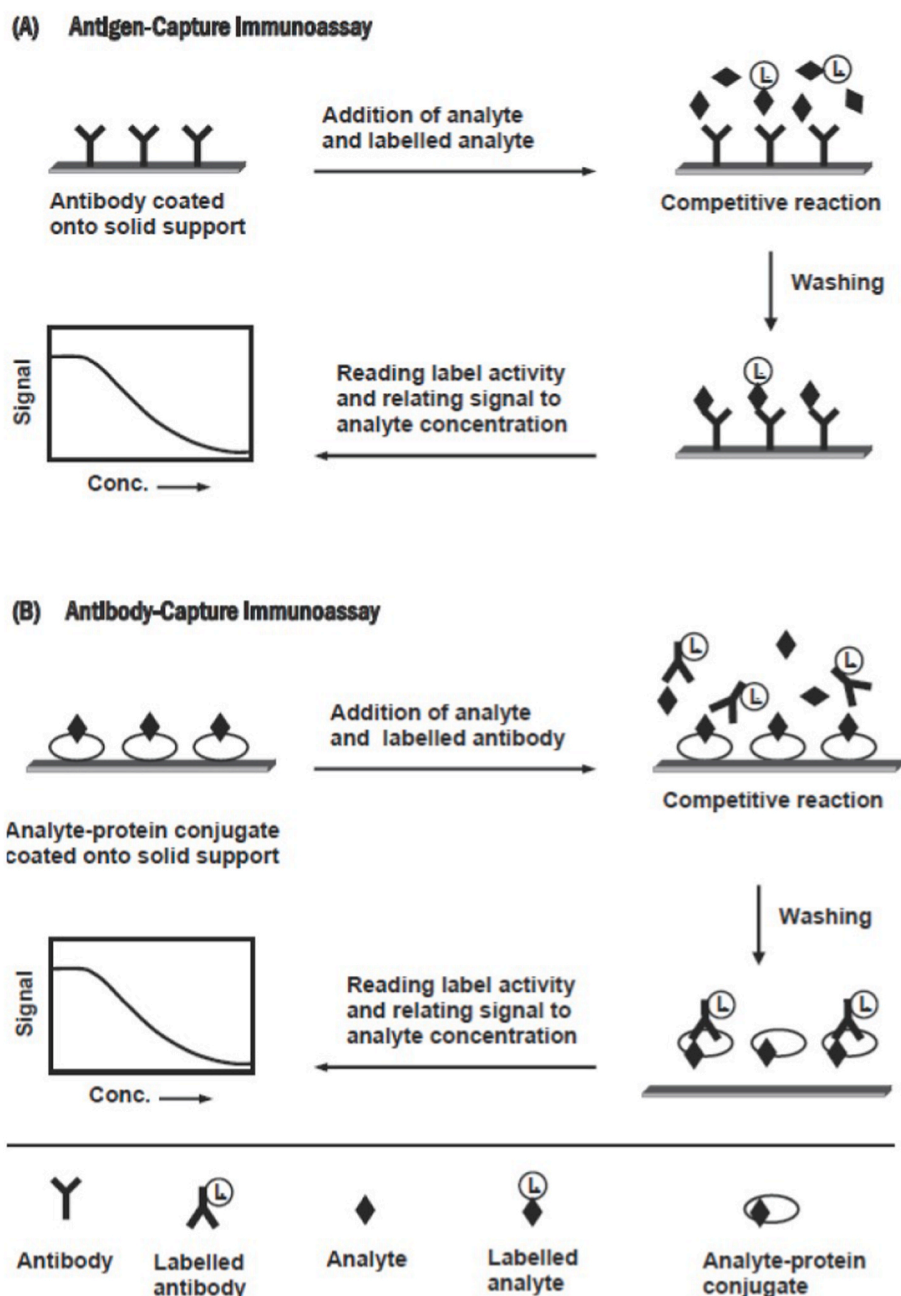 (A) Antigen-Capture Immunoassay
L
L
Addition of analyte
and labelled analyte
Antibody coated
onto solid support
Competitive reaction
Washing
L
Signal
Reading label activity
and relating signal to
analyte concentration
Conc.
(B) Antibody-Capture Immunoassay
L
L
L
Addition of analyte
and labelled antibody
Competitive reaction
Analyte-protein conjugate
coated onto solid support
Washing
Signal
Reading label activity
and relating signal to
analyte concentration
L
L
Conc.
L
L
Antibody
Labelled
antibody
Analyte
Labelled
analyte
Analyte-protein
conjugate